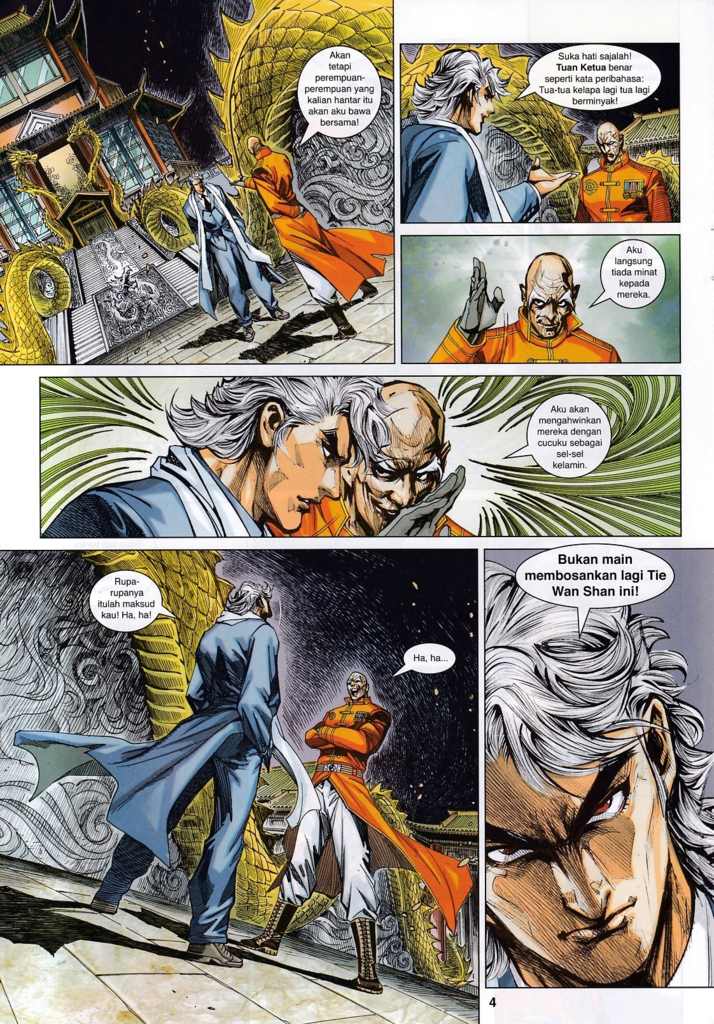 Akan
tetapi
perempuan-
perempuan yang
kalian hantar itu
akan aku bawa
bersama!
Suka hati sajalah!
Tuan Ketua benar
seperti kata peribahasa:
Tua-tua kelapa lagi tua lagi
berminyak!
Aku
langsung
tiada minat
kepada
mereka.
Aku akan
mengahwinkan
mereka dengan
cucuku sebagai
sel-sel
kelamin.
Rupa-
rupanya
itulah maksud
kau! Ha, ha!
Ha, ha...
Bukan main
membosankan lagi Tie
Wan Shan ini!
4